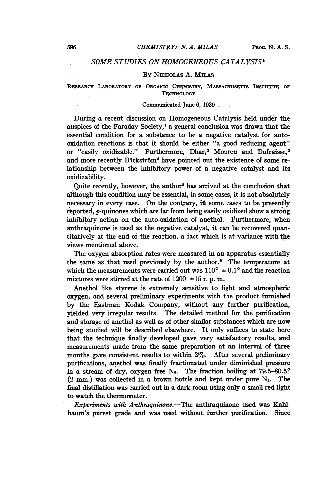 596 CHEMISTRY: N. A. MILAS PROC. N. A. S.
SOME STUDIES ON HOMOGENEOUS CATALYSIS*
BY NICHOLAS A. MILAS
RESEARCH LABORATORY OF ORGANIC CHEMISTRY, MASSACHUSETTS INSTITUTE OF
TECHNOLOGY
Communicated June 6, 1929
During a recent discussion on Homogeneous Catalysis held under the
auspices of the Faraday Society,¹ a general conclusion was drawn that the
essential condition for a substance to be a negative catalyst for auto-
oxidation reactions is that it should be either "a good reducing agent"
or "easily oxidizable." Furthermore, Dhar,² Moureu and Dufraisse,³
and more recently Bäckström⁴ have pointed out the existence of some re-
lationship between the inhibitory power of a negative catalyst and its
oxidizability.
Quite recently, however, the author⁵ has arrived at the conclusion that
although this condition may be essential, in some cases, it is not absolutely
necessary in every case. On the contrary, in some cases to be presently
reported, p-quinones which are far from being easily oxidized show a strong
inhibitory action on the auto-oxidation of anethol. Furthermore, when
anthraquinone is used as the negative catalyst, it can be recovered quan-
titatively at the end of the reaction, a fact which is at variance with the
views mentioned above.
The oxygen absorption rates were measured in an apparatus essentially
the same as that used previously by the author.⁶ The temperature at
which the measurements were carried out was 110° ± 0.1° and the reaction
mixtures were stirred at the rate of 1200 ± 15 r. p. m.
Anethol like styrene is extremely sensitive to light and atmospheric
oxygen, and several preliminary experiments with the product furnished
by the Eastman Kodak Company, without any further purification,
yielded very irregular results. The detailed method for the purification
and storage of anethol as well as of other similar substances which are now
being studied will be described elsewhere. It only suffices to state here
that the technique finally developed gave very satisfactory results, and
measurements made from the same preparation at an interval of three
months gave consistent results to within 2%. After several preliminary
purifications, anethol was finally fractionated under diminished pressure
in a stream of dry, oxygen free N₂. The fraction boiling at 79.5–80.5°
(2 mm.) was collected in a brown bottle and kept under pure N₂. The
final distillation was carried out in a dark room using only a small red light
to watch the thermometer.
Experiments with Anthraquinone.—The anthraquinone used was Kahl-
baum's purest grade and was used without further purification. Since